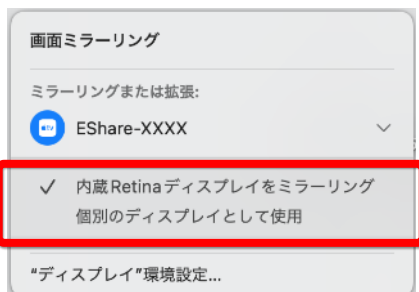 画面ミラーリング
ミラーリングまたは拡張:
EShare-XXXX
✓ 内蔵Retinaディスプレイをミラーリング
個別のディスプレイとして使用
"ディスプレイ"環境設定...